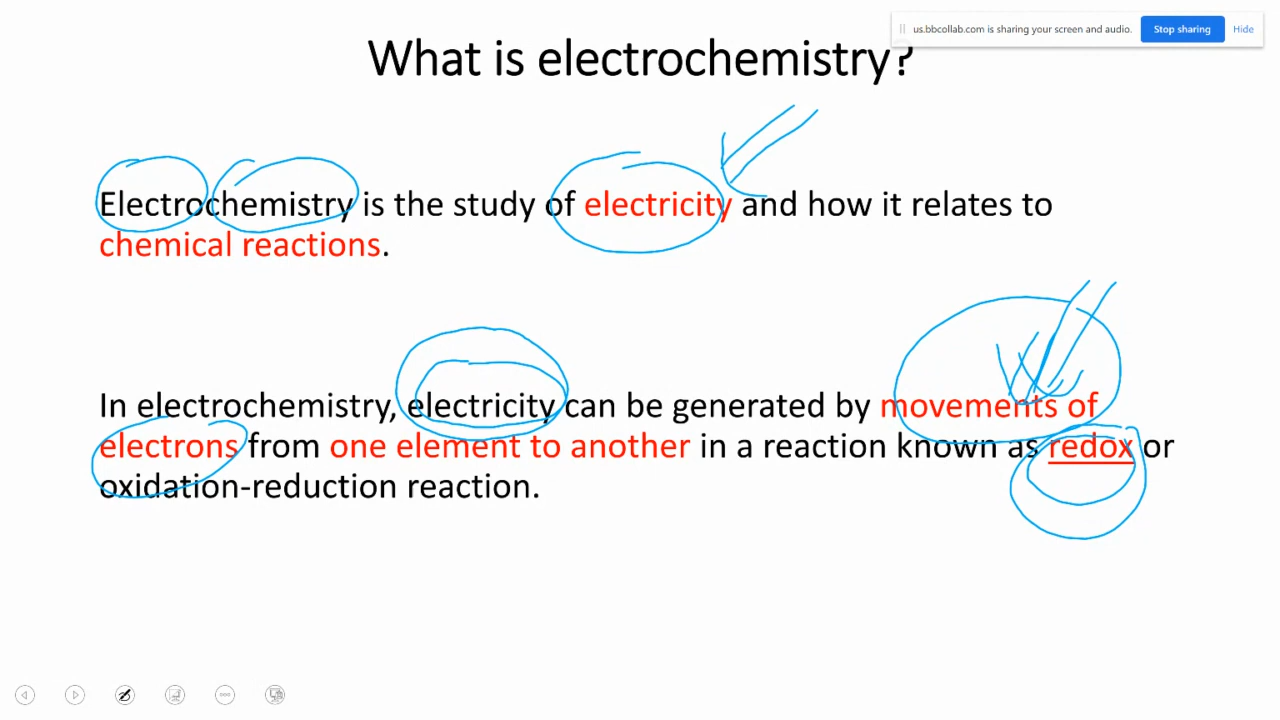 us.bbcollab.com is sharing your screen and audio. Stop sharing Hide
What is electrochemistry?
Electrochemistry is the study of electricity and how it relates to
chemical reactions.
In electrochemistry, electricity can be generated by movements of
electrons from one element to another in a reaction known as redox or
oxidation-reduction reaction.